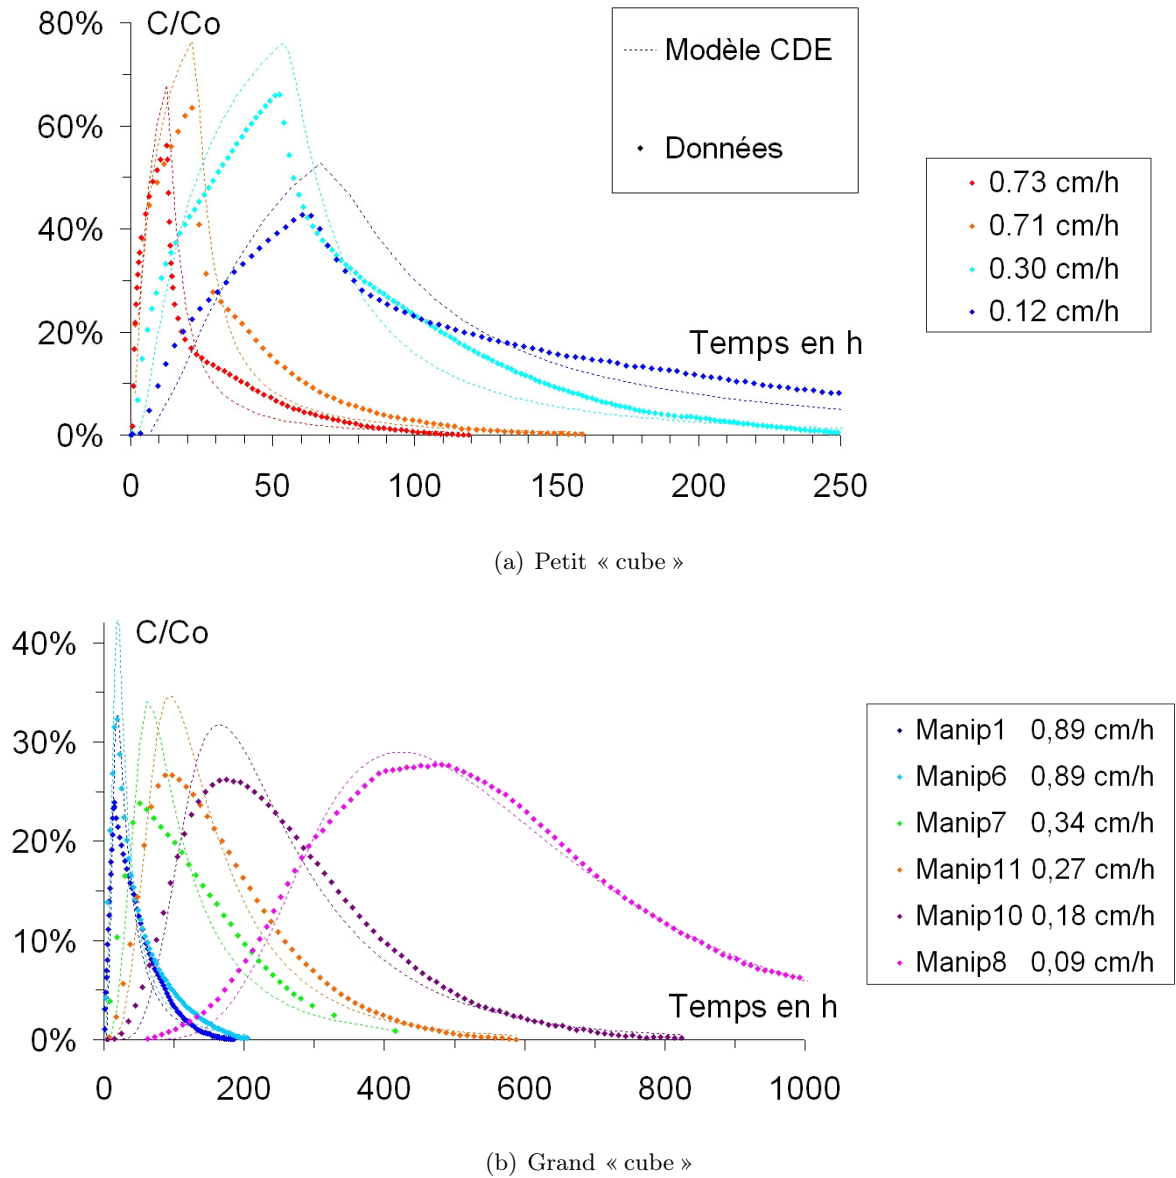 C/Co
80%
60%
40%
20%
0%
0 50 100 150 200 250
Temps en h
Modèle CDE
Données
0.73 cm/h
0.71 cm/h
0.30 cm/h
0.12 cm/h
(a) Petit « cube »
C/Co
40%
30%
20%
10%
0%
0 200 400 600 800 1000
Temps en h
Manip1 0,89 cm/h
Manip6 0,89 cm/h
Manip7 0,34 cm/h
Manip11 0,27 cm/h
Manip10 0,18 cm/h
Manip8 0,09 cm/h
(b) Grand « cube »